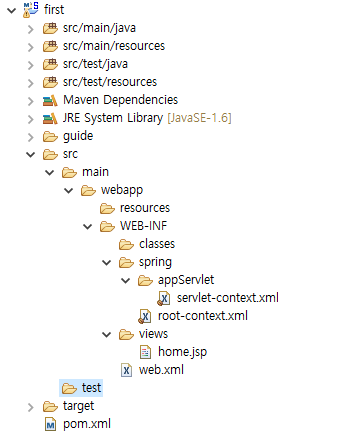 first
src/main/java
src/main/resources
src/test/java
src/test/resources
Maven Dependencies
JRE System Library [JavaSE-1.6]
guide
src
main
webapp
resources
WEB-INF
classes
spring
appServlet
servlet-context.xml
root-context.xml
views
home.jsp
web.xml
test
target
pom.xml